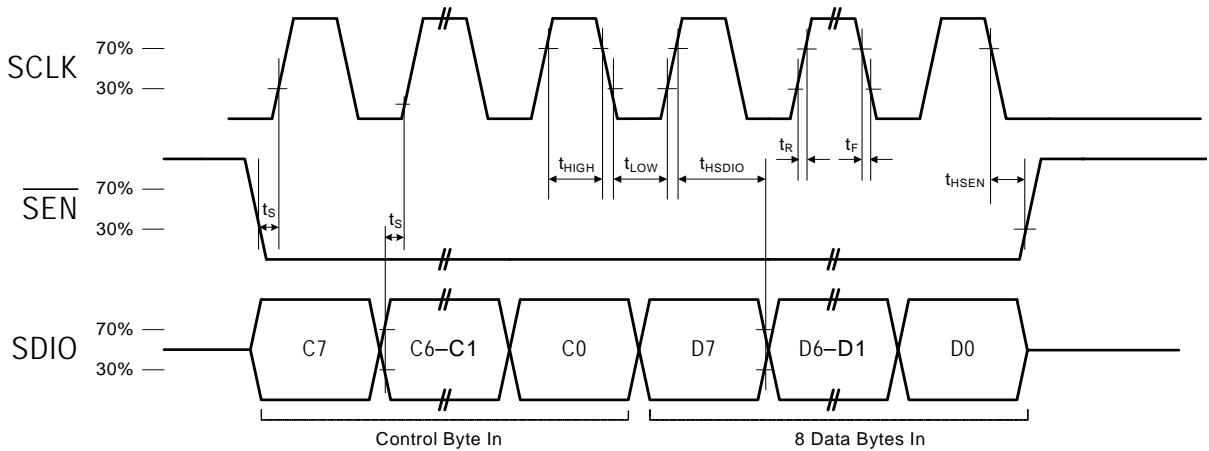 SCLK
70%
30%
tR
tF
tHIGH
tLOW
tHSDIO
tHSEN
SEN
70%
30%
tS
tS
SDIO
70%
30%
C7
C6–C1
C0
D7
D6–D1
D0
Control Byte In
8 Data Bytes In